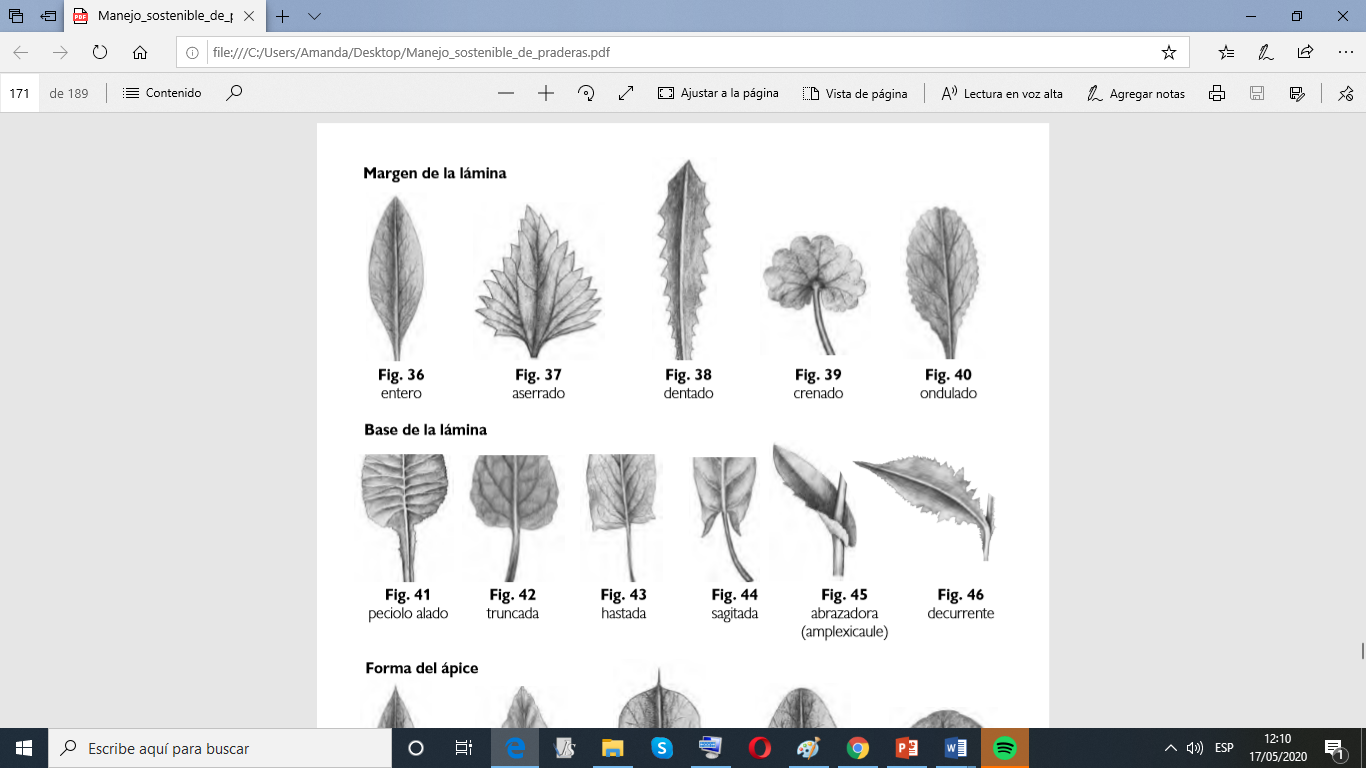 Manejo_sostenible_de_p
file:///C:/Users/Amanda/Desktop/Manejo_sostenible_de_praderas.pdf
171 de 189 Contenido Ajustar a la página Vista de página Lectura en voz alta Agregar notas
Margen de la lámina
Fig. 36 Fig. 37 Fig. 38 Fig. 39 Fig. 40
entero aserrado dentado crenado ondulado
Base de la lámina
Fig. 41 Fig. 42 Fig. 43 Fig. 44 Fig. 45 Fig. 46
peciolo alado truncada hastada sagitada abrazadora decurrente
(amplexicaule)
Forma del ápice
Escribe aquí para buscar ESP 12:10
17/05/2020 1